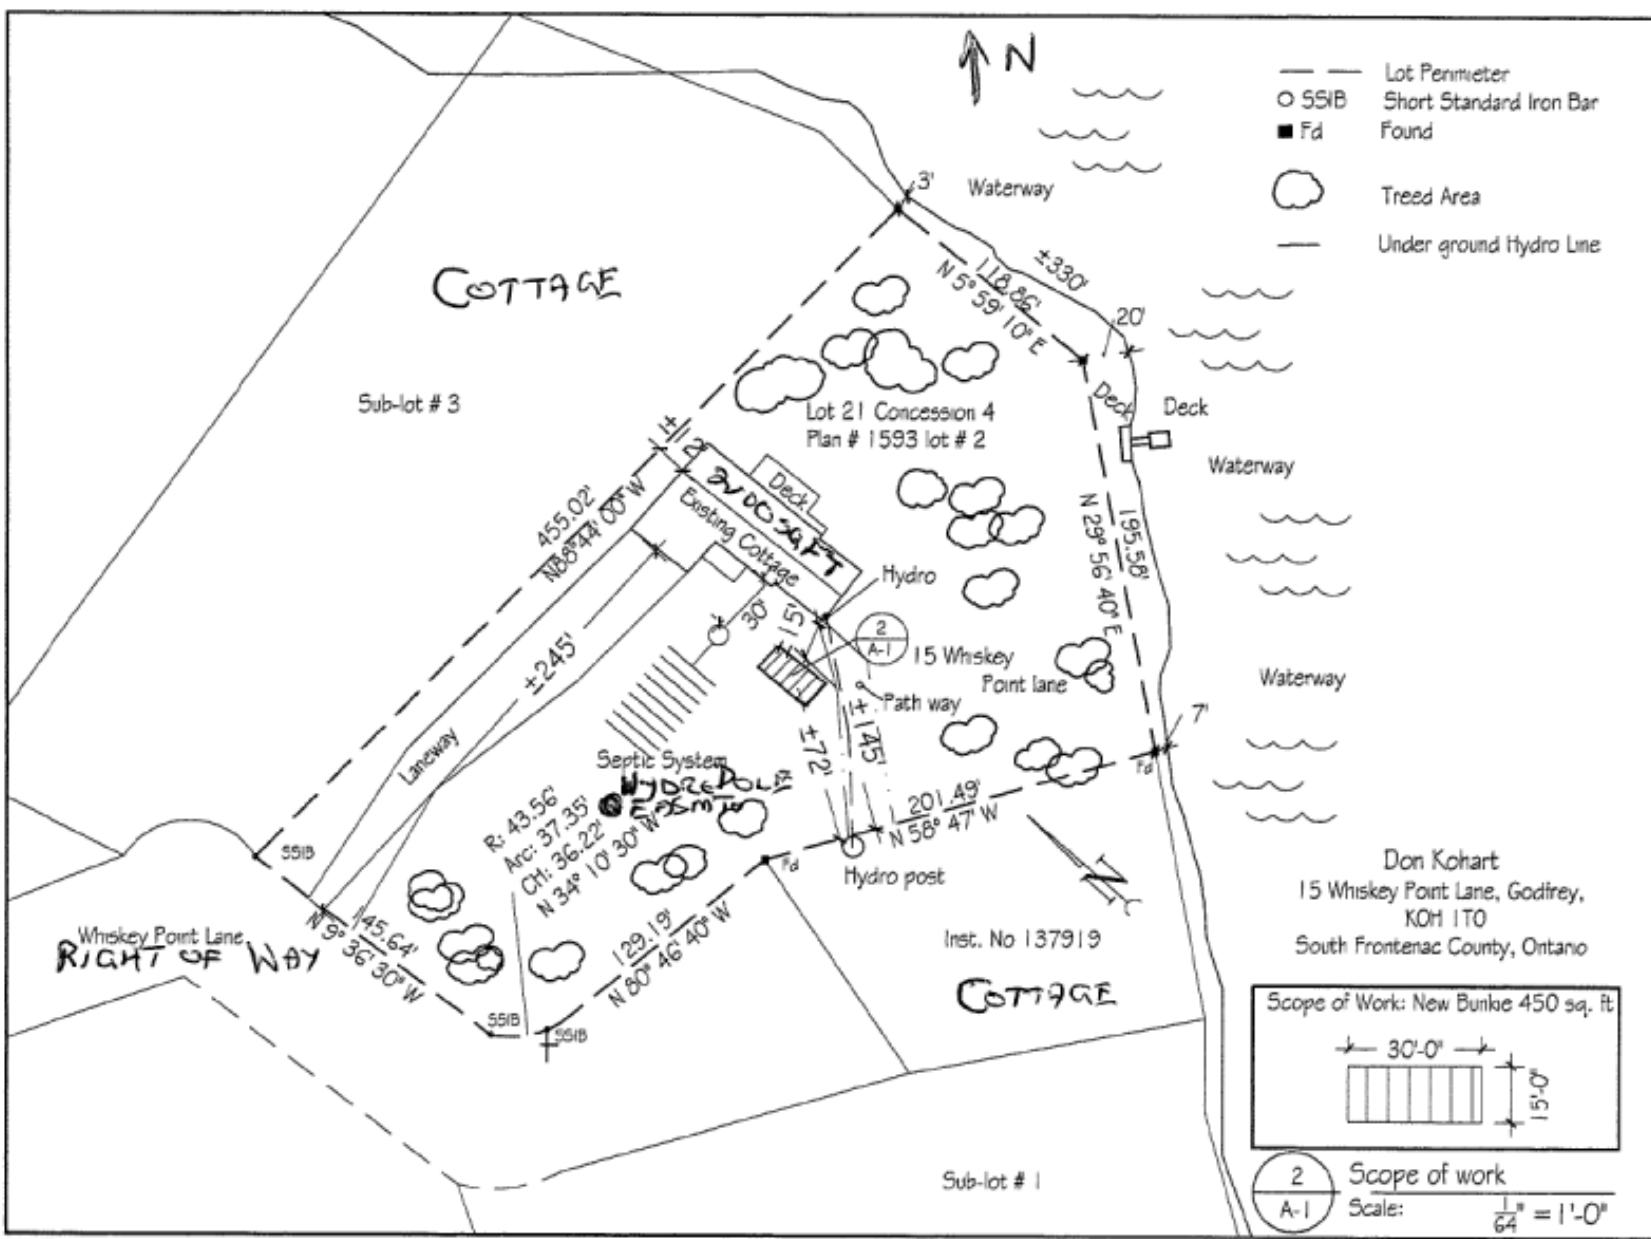 N
Lot Perimeter
SSIB Short Standard Iron Bar
Fd Found
Treed Area
Under ground Hydro Line
3'
Waterway
118.86'
±330'
N 5° 59' 10" E
20'
COTTAGE
Sub-lot # 3
Lot 21 Concession 4
Plan # 1593 lot # 2
Deck
Deck
Waterway
455.02'
N88°44' 00" W
Deck
Existing Cottage
195.58'
N 29° 56' 40" E
Hydro
30'
15'
2
A-1
15 Whiskey
Point lane
Path way
±245'
±72'
±145'
Waterway
7'
Laneway
Septic System
R: 43.56'
Arc: 37.35'
CH: 36.22'
N 34° 10' 30" W
201.49'
N 58° 47' W
Fd
Fd
Hydro post
N
SSIB
Whiskey Point Lane
RIGHT OF WAY
45.64'
N 9° 36' 30" W
129.19'
N 80° 46' 40" W
SSIB
SSIB
Inst. No 137919
COTTAGE
Sub-lot # 1
Don Kohart
15 Whiskey Point Lane, Godfrey,
KOH 1TO
South Frontenac County, Ontario
Scope of Work: New Bunkie 450 sq. ft
30'-0"
15'-0"
2
A-1
Scope of work
Scale: 1/64" = 1'-0"